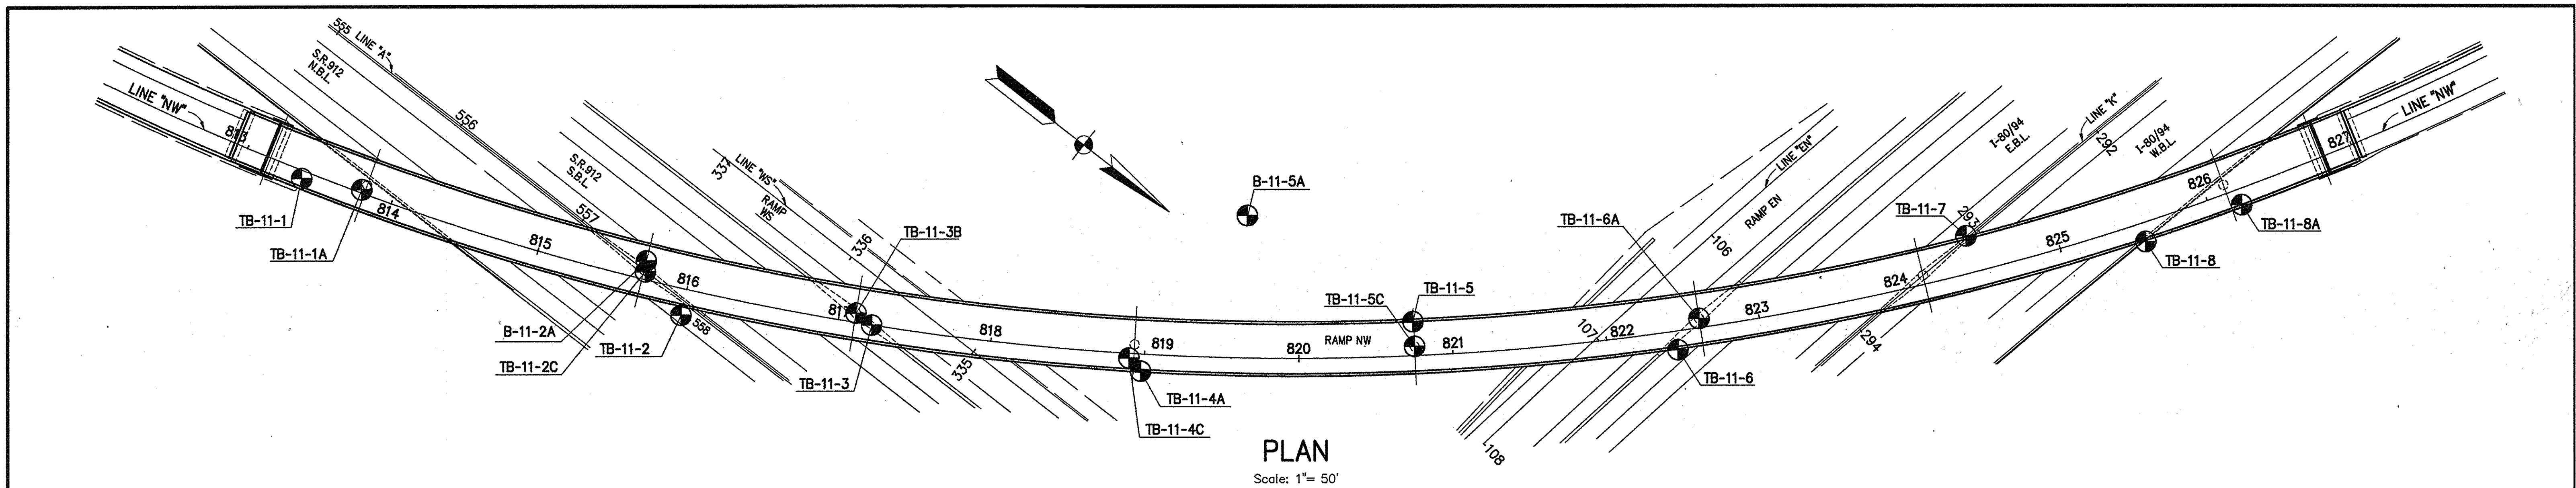 LINE "NW"
813
TB-11-1
TB-11-1A
814
S.R.912
N.B.L.
555
LINE "A"
556
557
558
815
816
S.R.912
S.B.L.
B-11-2A
TB-11-2C
TB-11-2
337
LINE "WS"
RAMP
WS
336
335
TB-11-3B
817
TB-11-3
818
819
TB-11-4A
TB-11-4C
B-11-5A
820
RAMP NW
TB-11-5C
TB-11-5
821
822
TB-11-6A
TB-11-6
106
107
108
RAMP EN
LINE "EN"
823
824
TB-11-7
I-80/94
E.B.L.
LINE "K"
292
293
294
I-80/94
W.B.L.
825
826
TB-11-8
TB-11-8A
827
LINE "NW"
PLAN
Scale: 1"= 50'